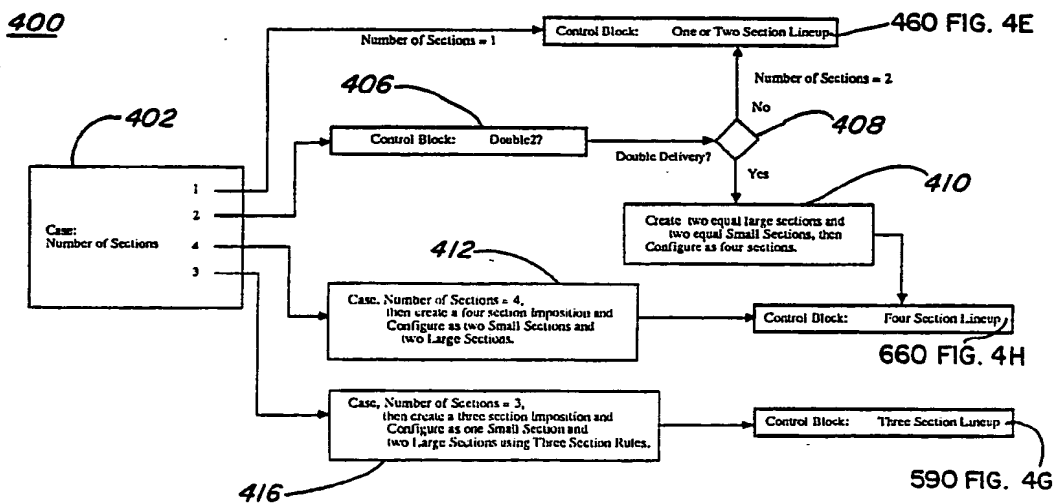 400
Number of Sections = 1
Control Block: One or Two Section Lineup
460 FIG. 4E
402
406
Number of Sections = 2
No
408
Control Block: Double2?
Double Delivery?
Yes
410
Case:
Number of Sections
1
2
4
3
Create two equal large sections and
two equal Small Sections, then
Configure as four sections.
412
Case, Number of Sections = 4,
then create a four section Imposition and
Configure as two Small Sections and
two Large Sections.
Control Block: Four Section Lineup
660 FIG. 4H
Case, Number of Sections = 3,
then create a three section Imposition and
Configure as one Small Section and
two Large Sections using Three Section Rules.
Control Block: Three Section Lineup
416
590 FIG. 4G